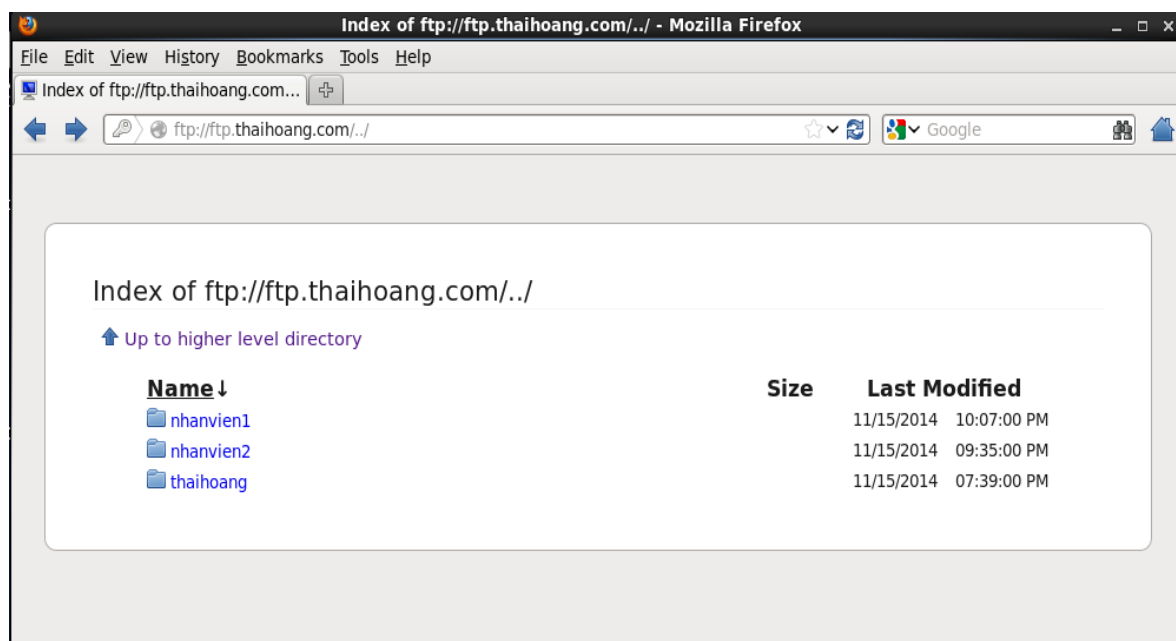 Index of ftp://ftp.thaihoang.com/../ - Mozilla Firefox
File Edit View History Bookmarks Tools Help
Index of ftp://ftp.thaihoang.com...
ftp://ftp.thaihoang.com/../ Google
Index of ftp://ftp.thaihoang.com/../
Up to higher level directory
Name↓ Size Last Modified
nhanvien1 11/15/2014 10:07:00 PM
nhanvien2 11/15/2014 09:35:00 PM
thaihoang 11/15/2014 07:39:00 PM